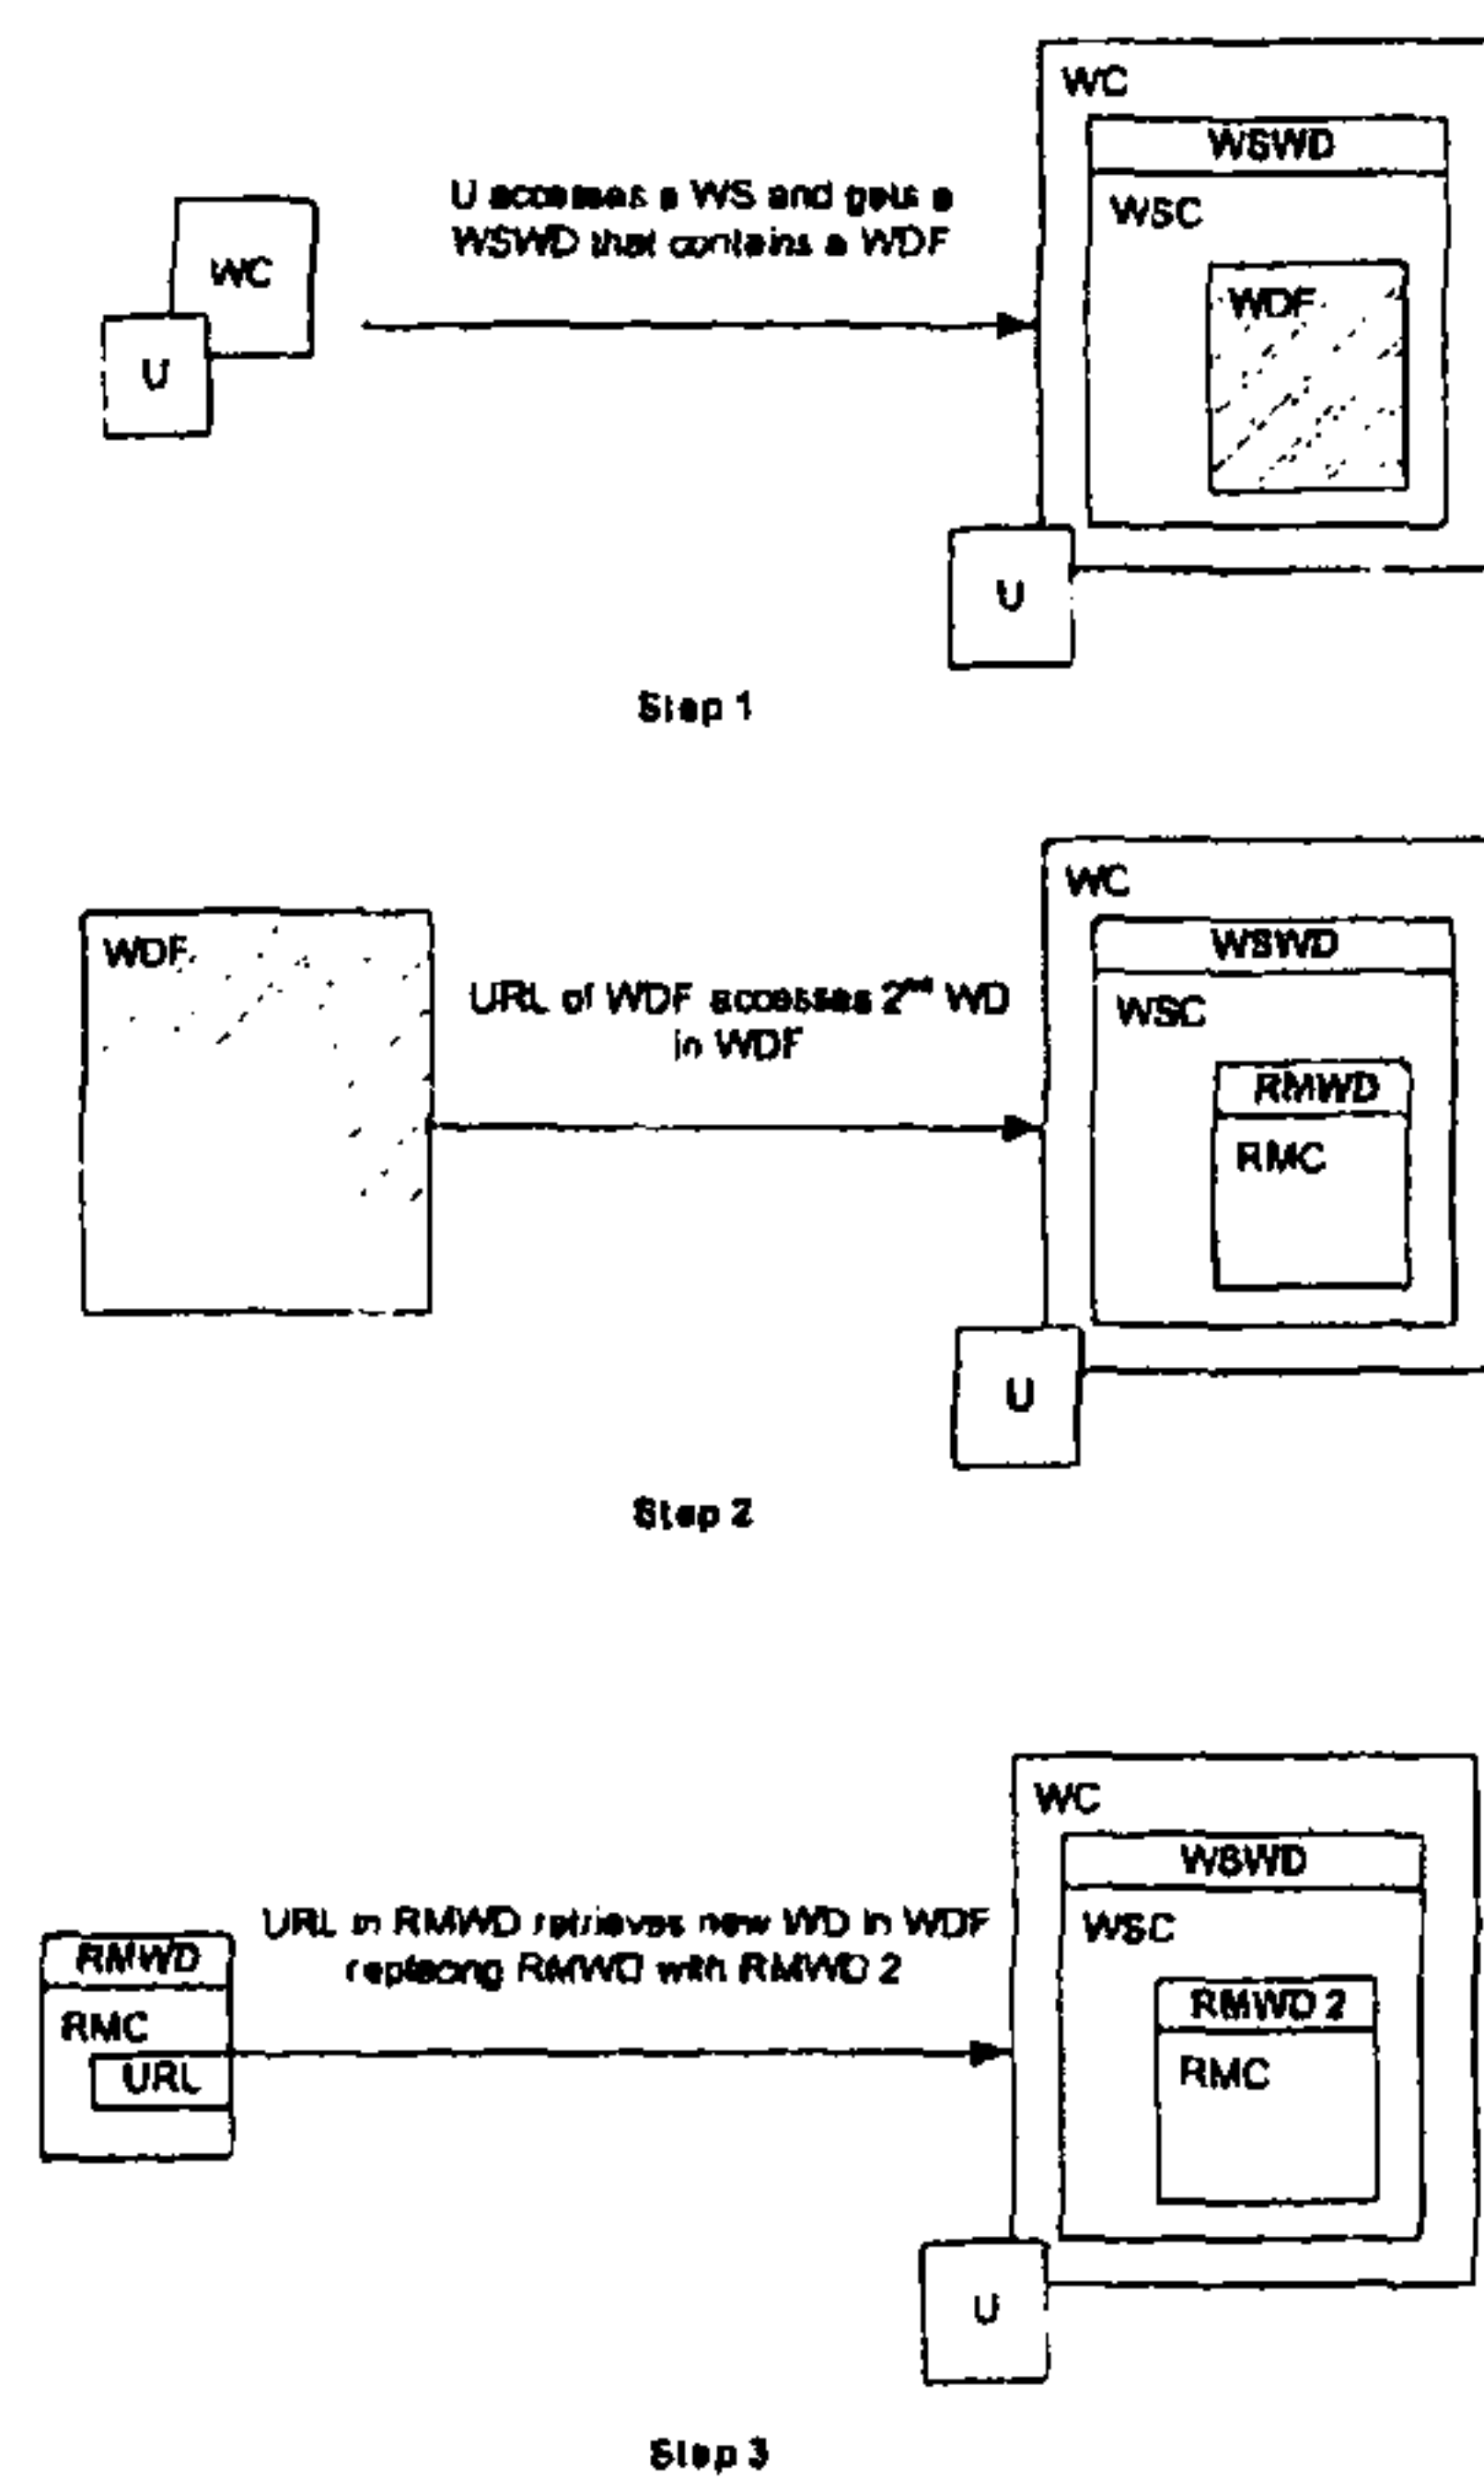 WC
WSWD
U accesses a WS and gets a
WSWD that contains a WDF
WSC
WC
WDF
U
U
Step 1
WC
WSWD
WDF
URL of WDF accesses 2nd WD
in WDF
WSC
RMWD
RMC
U
Step 2
WC
WSWD
URL in RMWD retrieves new WD in WDF
replacing RMWD with RMWD 2
WSC
RMWD
RMC
URL
RMWD 2
RMC
U
Step 3